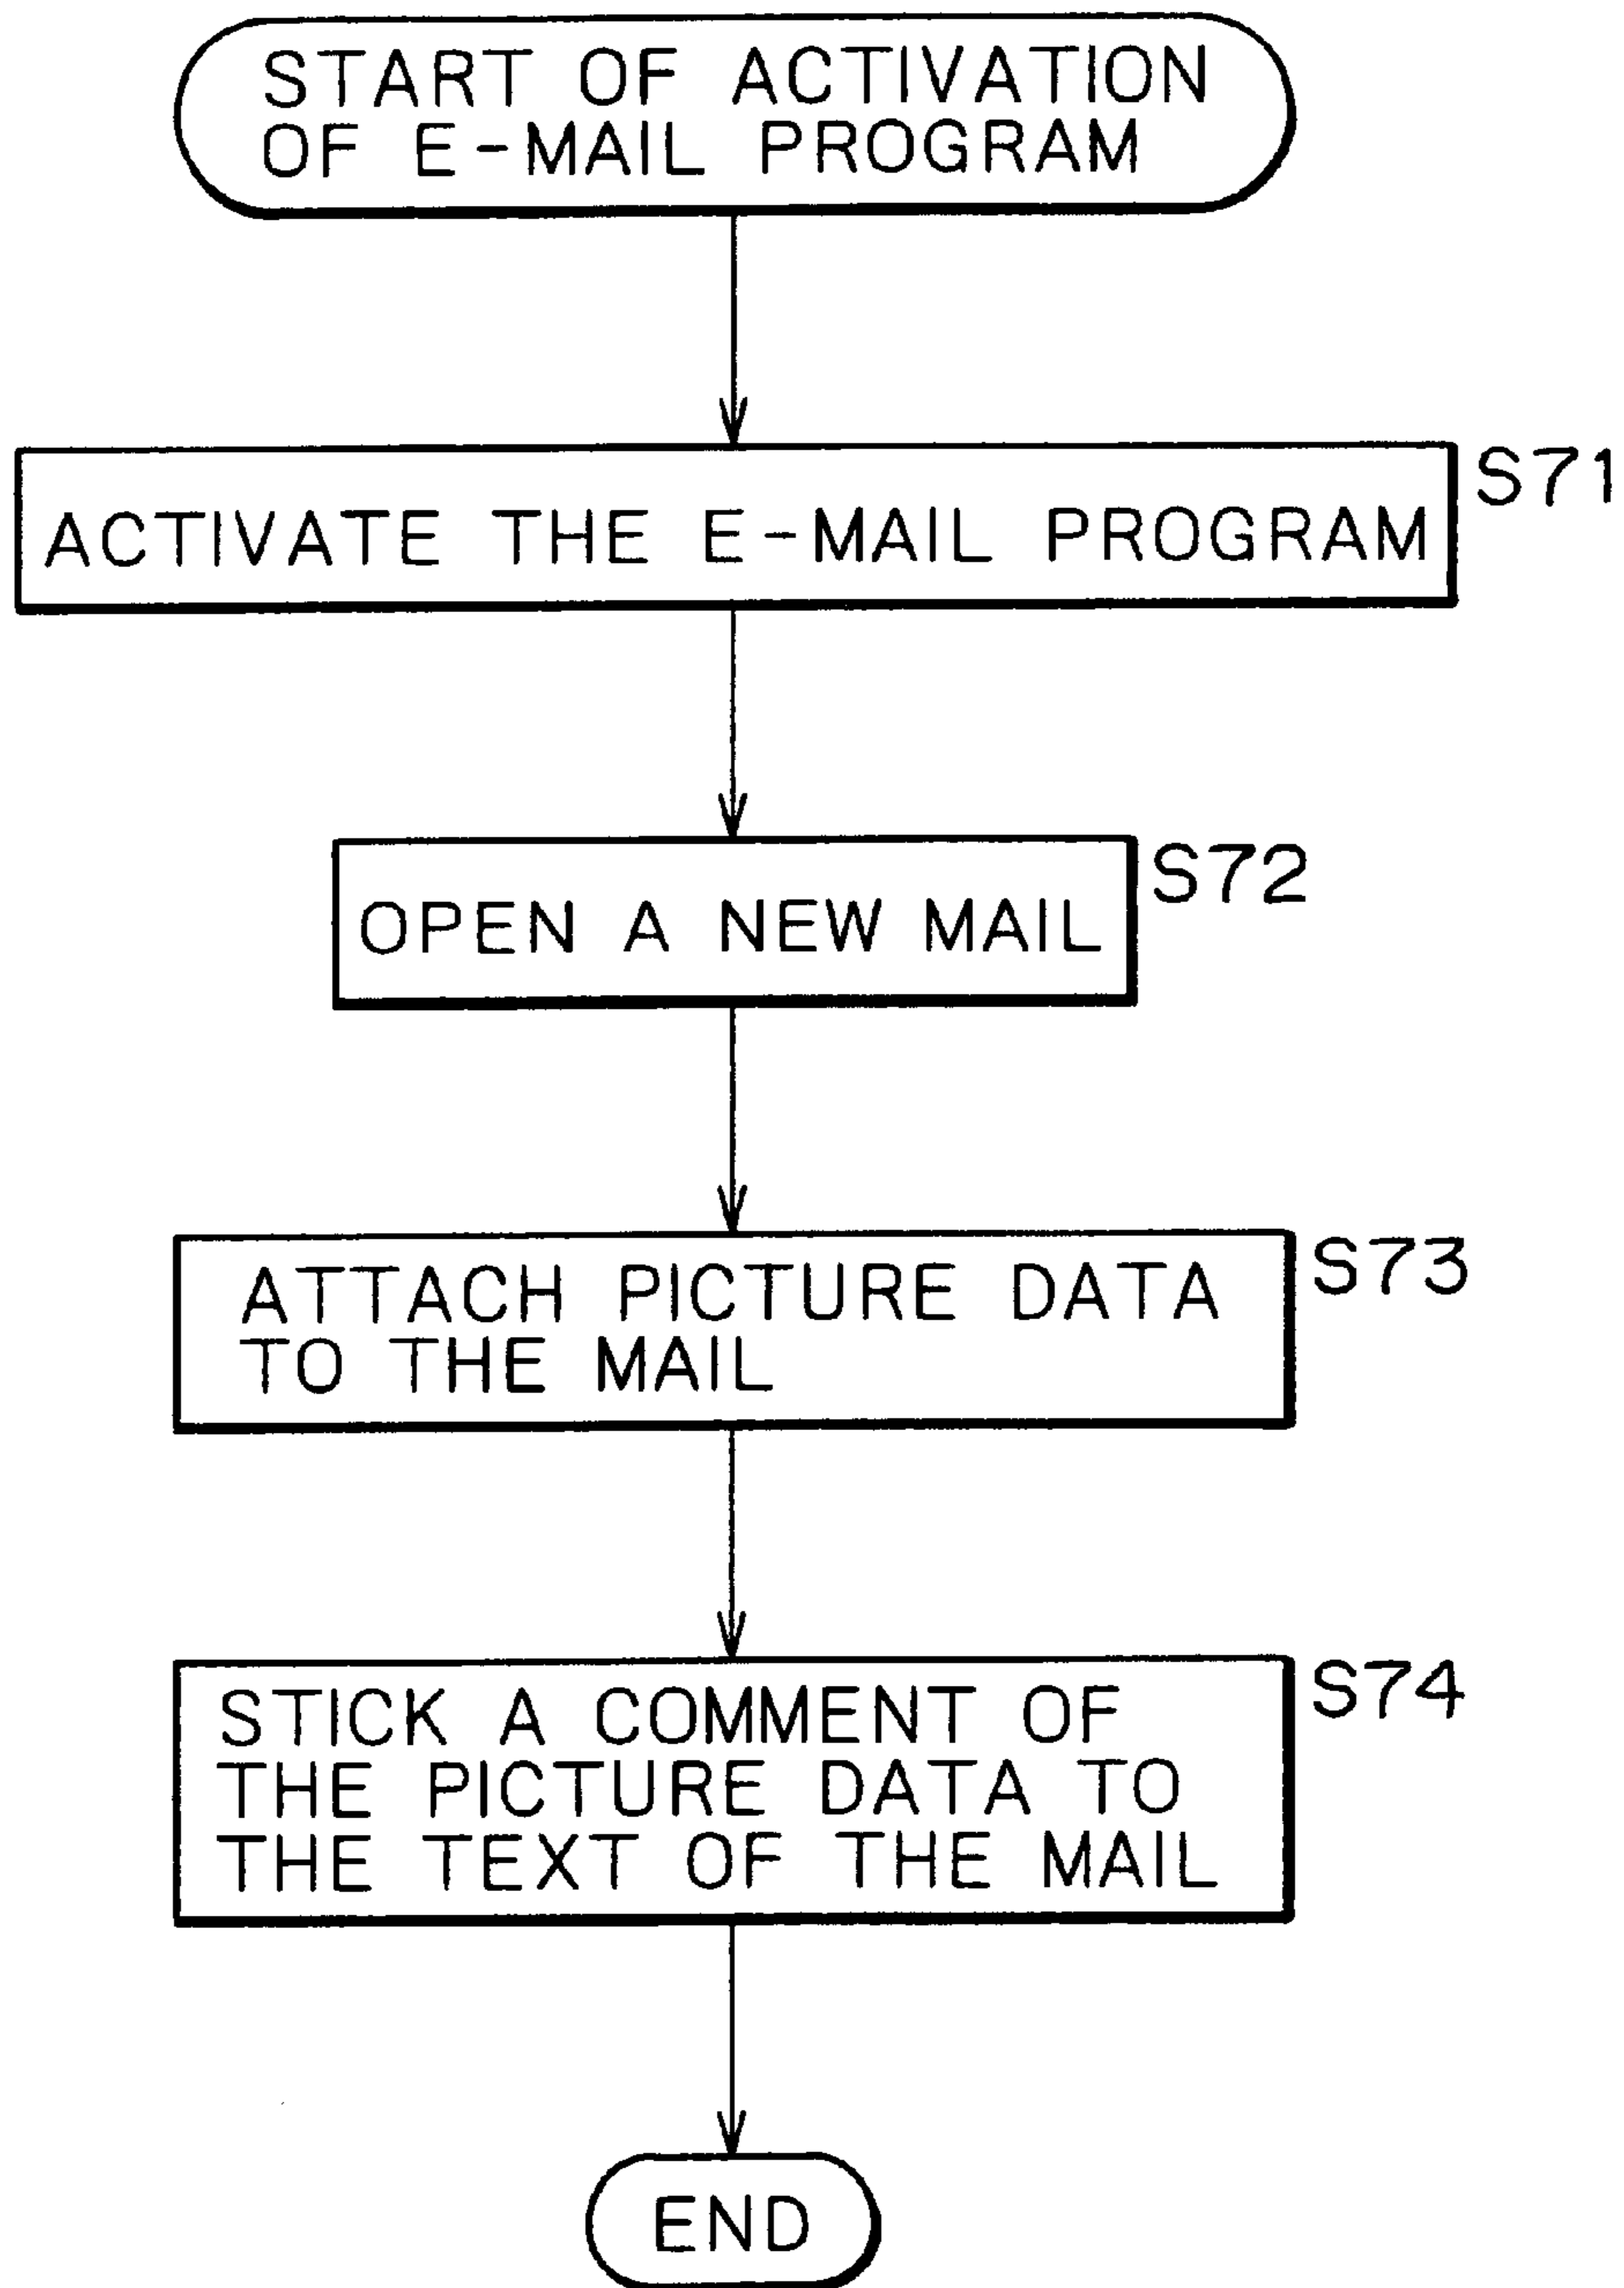 START OF ACTIVATION
OF E-MAIL PROGRAM
S71
ACTIVATE THE E-MAIL PROGRAM
S72
OPEN A NEW MAIL
S73
ATTACH PICTURE DATA
TO THE MAIL
S74
STICK A COMMENT OF
THE PICTURE DATA TO
THE TEXT OF THE MAIL
END